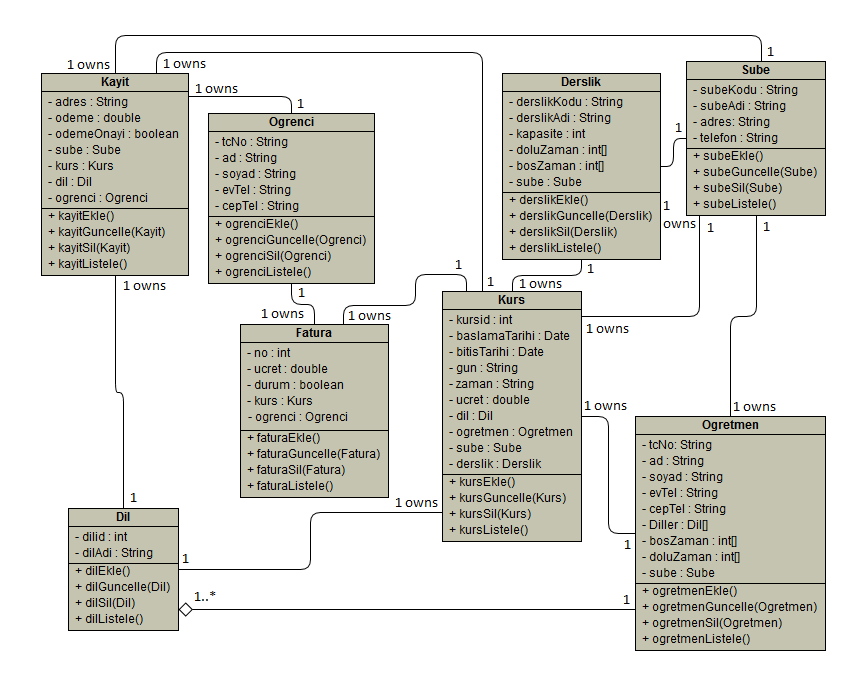 1 owns
1
Kayit
- adres : String
- odeme : double
- odemeOnayi : boolean
- sube : Sube
- kurs : Kurs
- dil : Dil
- ogrenci : Ogrenci
+ kayitEkle()
+ kayitGuncelle(Kayit)
+ kayitSil(Kayit)
+ kayitListele()
1 owns
1 owns
1
Ogrenci
- tcNo : String
- ad : String
- soyad : String
- evTel : String
- cepTel : String
+ ogrenciEkle()
+ ogrenciGuncelle(Ogrenci)
+ ogrenciSil(Ogrenci)
+ ogrenciListele()
Derslik
- derslikKodu : String
- derslikAdi : String
- kapasite : int
- doluZaman : int[]
- bosZaman : int[]
- sube : Sube
+ derslikEkle()
+ derslikGuncelle(Derslik)
+ derslikSil(Derslik)
+ derslikListele()
1
1
owns
Sube
- subeKodu : String
- subeAdi : String
- adres: String
- telefon : String
+ subeEkle()
+ subeGuncelle(Sube)
+ subeSil(Sube)
+ subeListele()
1
1
1 owns
1
1 owns
1
1 owns
1
1
1 owns
Fatura
- no : int
- ucret : double
- durum : boolean
- kurs : Kurs
- ogrenci : Ogrenci
+ faturaEkle()
+ faturaGuncelle(Fatura)
+ faturaSil(Fatura)
+ faturaListele()
Kurs
- kursid : int
- baslamaTarihi : Date
- bitisTarihi : Date
- gun : String
- zaman : String
- ucret : double
- dil : Dil
- ogretmen : Ogretmen
- sube : Sube
- derslik : Derslik
+ kursEkle()
+ kursGuncelle(Kurs)
+ kursSil(Kurs)
+ kursListele()
1 owns
1 owns
1 owns
1
Ogretmen
- tcNo: String
- ad : String
- soyad : String
- evTel : String
- cepTel : String
- Diller : Dil[]
- bosZaman : int[]
- doluZaman : int[]
- sube : Sube
+ ogretmenEkle()
+ ogretmenGuncelle(Ogretmen)
+ ogretmenSil(Ogretmen)
+ ogretmenListele()
1
1 owns
1
Dil
- dilid : int
- dilAdi : String
+ dilEkle()
+ dilGuncelle(Dil)
+ dilSil(Dil)
+ dilListele()
1..*
1